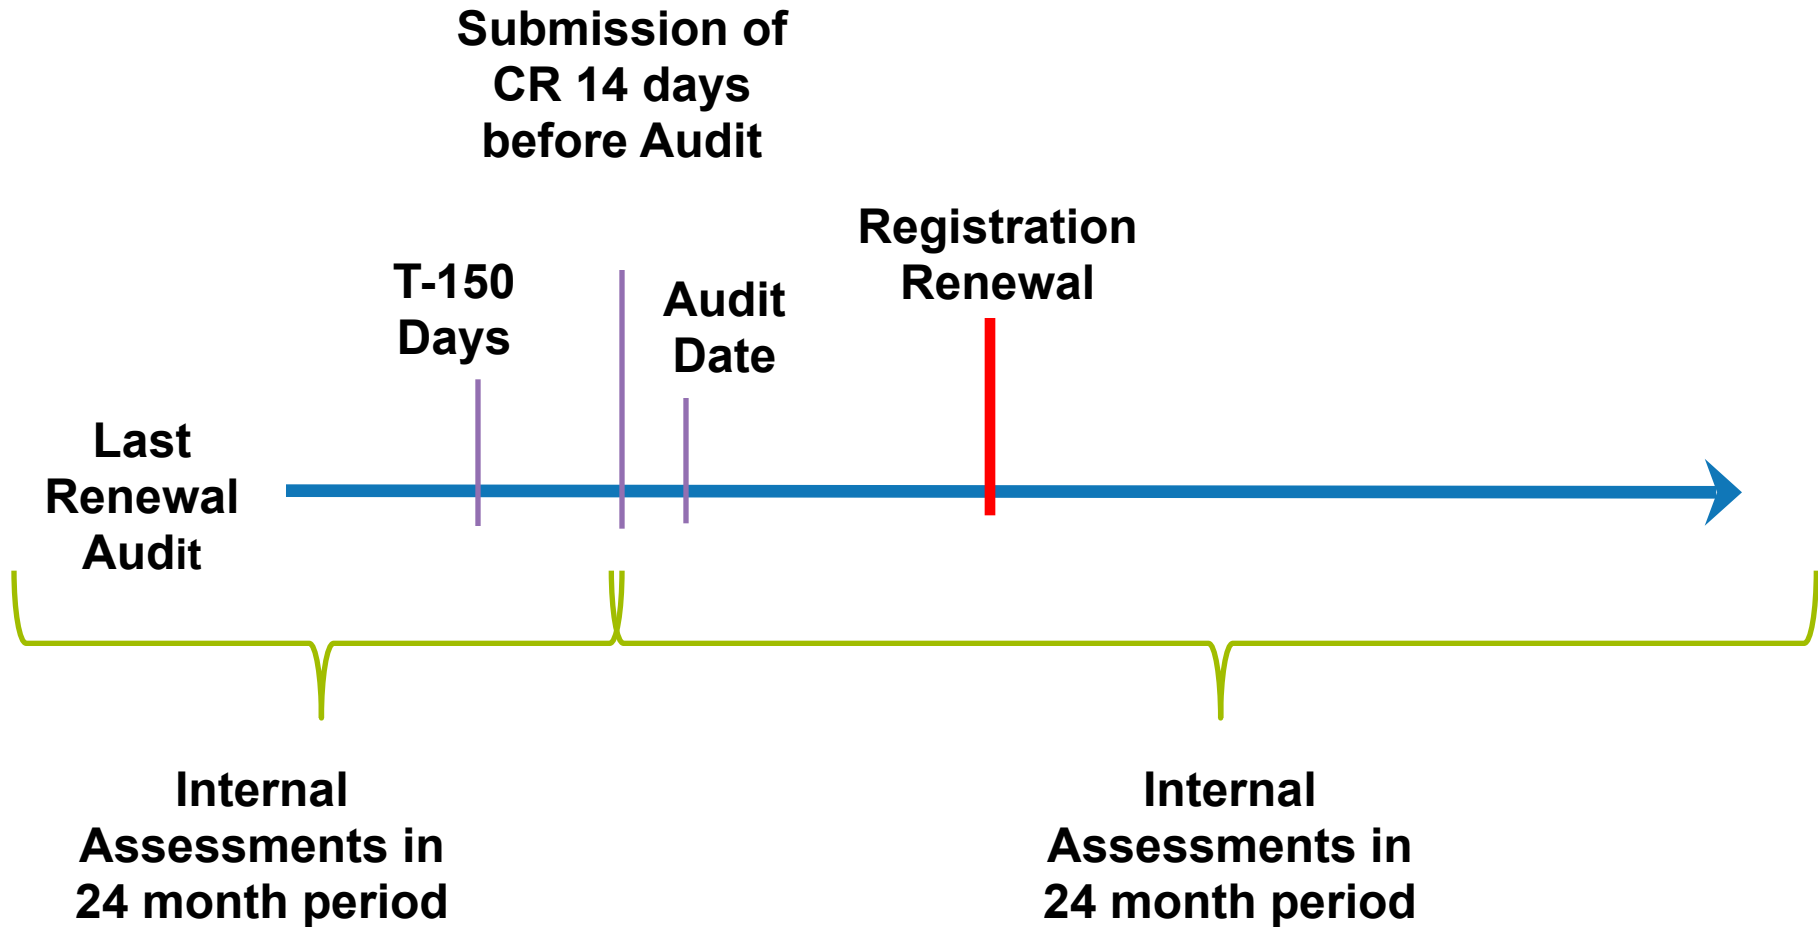 Submission of
CR 14 days
before Audit
Registration
Renewal
T-150
Days
Audit
Date
Last
Renewal
Audit
Internal
Assessments in
24 month period
Internal
Assessments in
24 month period